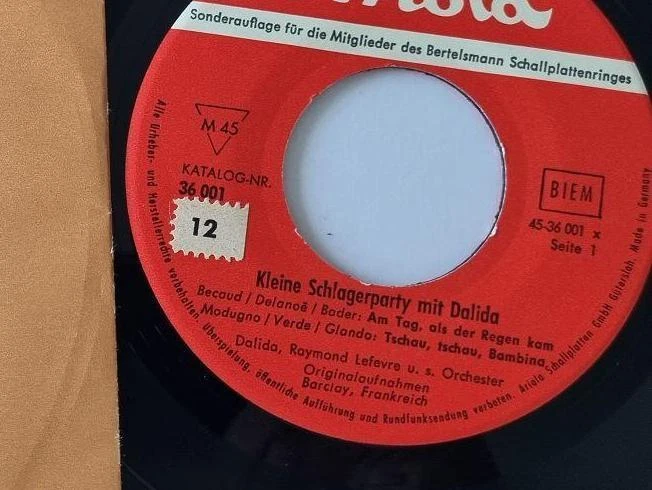 Sonderauflage für die Mitglieder des Bertelsmann Schallplattenringes
M 45
KATALOG-NR.
36 001
12
BIEM
45-36 001 x
Seite 1
Kleine Schlagerparty mit Dalida
Becaud / Delanoë / Bader: Am Tag, als der Regen kam
Modugno / Verde / Glando: Tschau, tschau, Bambina
Dalida, Raymond Lefevre u. s. Orchester
Originalaufnahmen
Barclay, Frankreich
Alle Urheber- und Herstellerrechte vorbehalten. Überspielung, öffentliche Aufführung und Rundfunksendung verboten. Ariola Schallplatten GmbH Gütersloh. Made in Germany